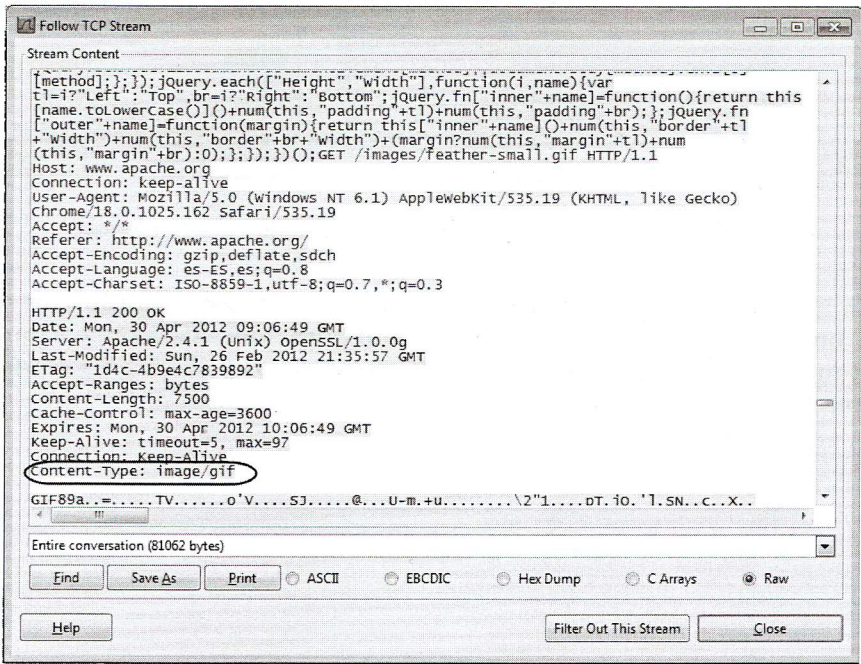 Follow TCP Stream
Stream Content
[method];};});jQuery.each(["Height","Width"],function(i,name){var
tl=i?"Left":"Top",br=i?"Right":"Bottom";jQuery.fn["inner"+name]=function(){return this
[name.toLowerCase()]()+num(this,"padding"+tl)+num(this,"padding"+br);};jQuery.fn
["outer"+name]=function(margin){return this["inner"+name]()+num(this,"border"+tl
+"Width")+num(this,"border"+br+"Width")+(margin?num(this,"margin"+tl)+num
(this,"margin"+br):0);};});})();GET /images/feather-small.gif HTTP/1.1
Host: www.apache.org
Connection: keep-alive
User-Agent: Mozilla/5.0 (Windows NT 6.1) AppleWebKit/535.19 (KHTML, like Gecko)
Chrome/18.0.1025.162 Safari/535.19
Accept: */*
Referer: http://www.apache.org/
Accept-Encoding: gzip,deflate,sdch
Accept-Language: es-ES,es;q=0.8
Accept-Charset: ISO-8859-1,utf-8;q=0.7,*;q=0.3
HTTP/1.1 200 OK
Date: Mon, 30 Apr 2012 09:06:49 GMT
Server: Apache/2.4.1 (Unix) OpenSSL/1.0.0g
Last-Modified: Sun, 26 Feb 2012 21:35:57 GMT
ETag: "1d4c-4b9e4c7839892"
Accept-Ranges: bytes
Content-Length: 7500
Cache-Control: max-age=3600
Expires: Mon, 30 Apr 2012 10:06:49 GMT
Keep-Alive: timeout=5, max=97
Connection: Keep-Alive
Content-Type: image/gif
GIF89a..=.....TV......o'V....SJ.....@...U-m.+u........\2"1....pT.iO.'l.SN..c..X..
Entire conversation (81062 bytes)
Find Save As Print ASCII EBCDIC Hex Dump C Arrays Raw
Help Filter Out This Stream Close